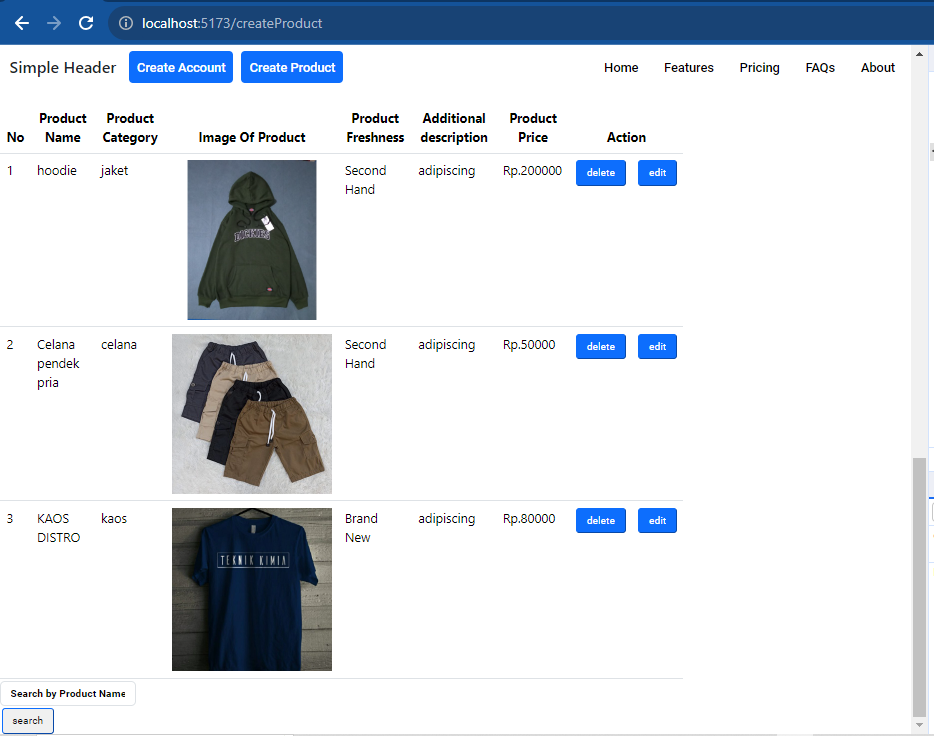 localhost:5173/createProduct
Simple Header Create Account Create Product Home Features Pricing FAQs About
No Product Name Product Category Image Of Product Product Freshness Additional description Product Price Action
1 hoodie jaket Second Hand adipiscing Rp.200000 delete edit
DICKIES
2 Celana pendek pria celana Second Hand adipiscing Rp.50000 delete edit
3 KAOS DISTRO kaos Brand New adipiscing Rp.80000 delete edit
TEKNIK KIMIA
Search by Product Name
search